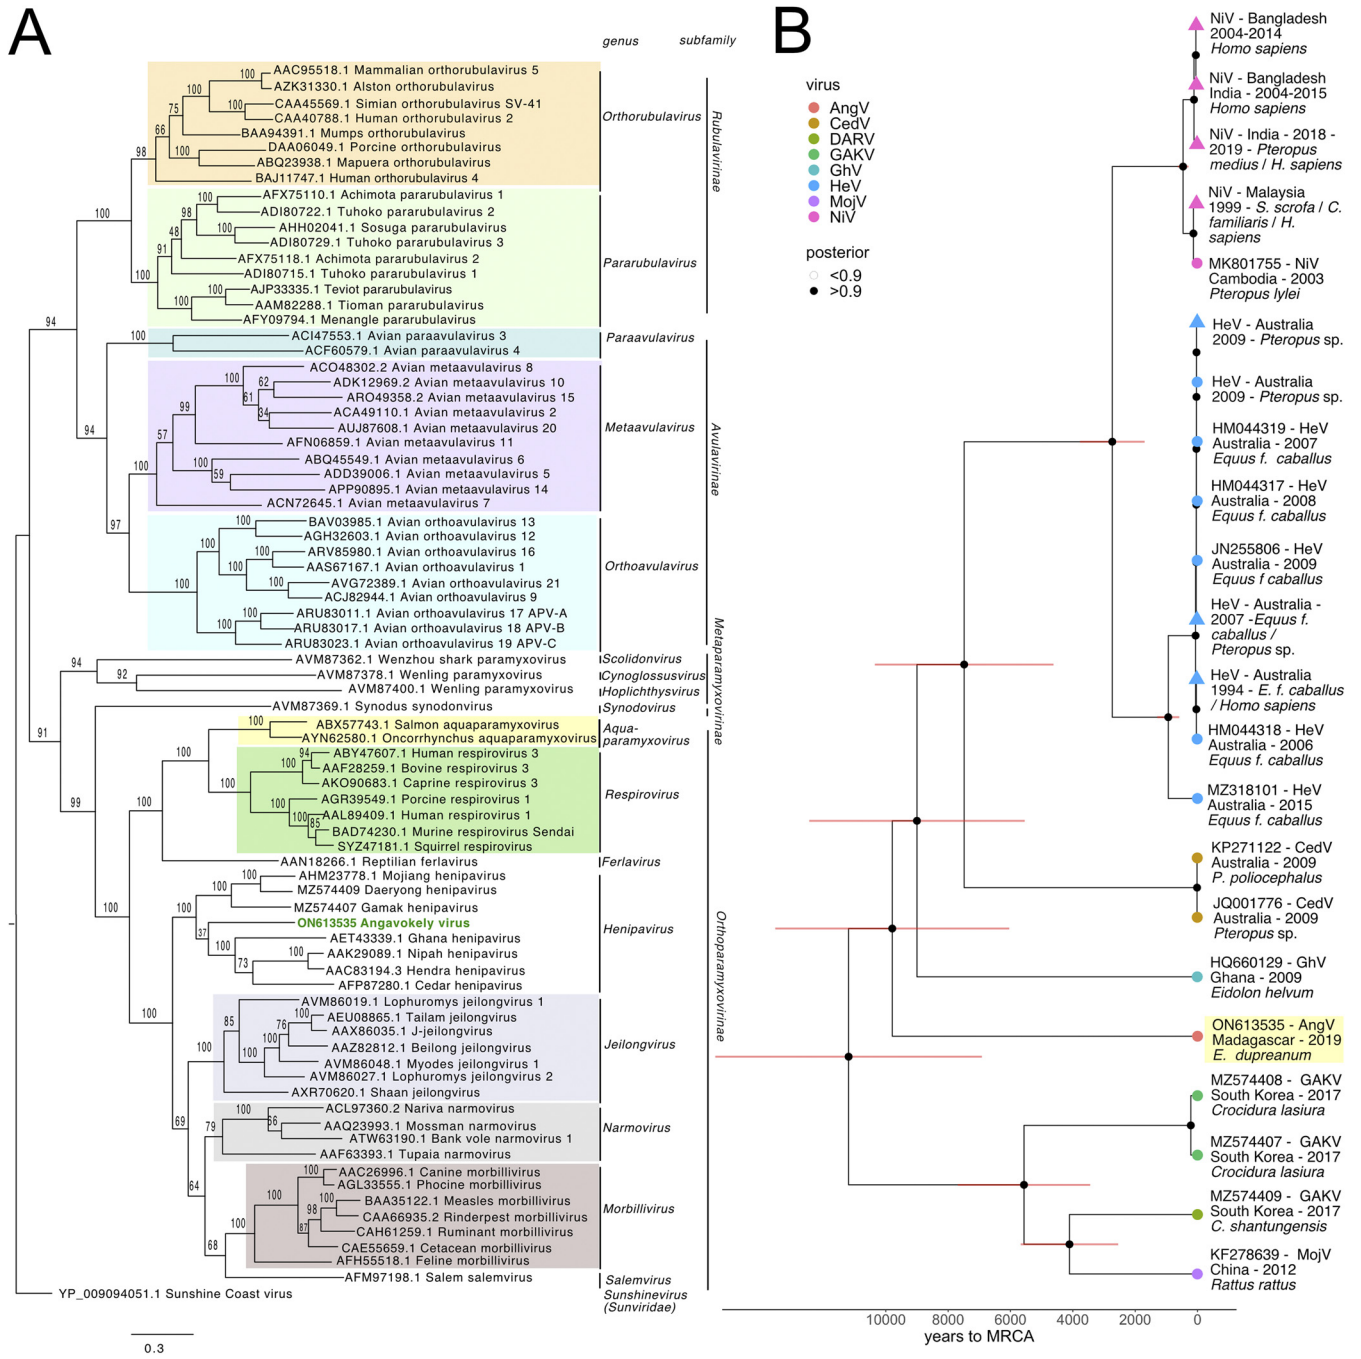 A
genus subfamily
100 AAC95518.1 Mammalian orthorubulavirus 5
AZK31330.1 Alston orthorubulavirus
75 100 CAA45569.1 Simian orthorubulavirus SV-41
CAA40788.1 Human orthorubulavirus 2
Orthorubulavirus
66 BAA94391.1 Mumps orthorubulavirus
98 100 DAA06049.1 Porcine orthorubulavirus
ABQ23938.1 Mapuera orthorubulavirus
BAJ11747.1 Human orthorubulavirus 4
Rubulavirinae
100 AFX75110.1 Achimota pararubulavirus 1
98 ADI80722.1 Tuhoko pararubulavirus 2
100
48 100 AHH02041.1 Sosuga pararubulavirus
ADI80729.1 Tuhoko pararubulavirus 3
91 AFX75118.1 Achimota pararubulavirus 2
Pararubulavirus
100 ADI80715.1 Tuhoko pararubulavirus 1
100 AJP33335.1 Teviot pararubulavirus
100 AAM82288.1 Tioman pararubulavirus
AFY09794.1 Menangle pararubulavirus
94
100 ACI47553.1 Avian paraavulavirus 3
Paraavulavirus
ACF60579.1 Avian paraavulavirus 4
100 ACO48302.2 Avian metaavulavirus 8
62 ADK12969.2 Avian metaavulavirus 10
61 ARO49358.2 Avian metaavulavirus 15
99 34 ACA49110.1 Avian metaavulavirus 2
AUJ87608.1 Avian metaavulavirus 20
Metaavulavirus
94 57 AFN06859.1 Avian metaavulavirus 11
100 ABQ45549.1 Avian metaavulavirus 6
100 59 ADD39006.1 Avian metaavulavirus 5
APP90895.1 Avian metaavulavirus 14
ACN72645.1 Avian metaavulavirus 7
Avulavirinae
97 100 BAV03985.1 Avian orthoavulavirus 13
AGH32603.1 Avian orthoavulavirus 12
100 100 ARV85980.1 Avian orthoavulavirus 16
100 AAS67167.1 Avian orthoavulavirus 1
Orthoavulavirus
100 100 AVG72389.1 Avian orthoavulavirus 21
ACJ82944.1 Avian orthoavulavirus 9
100 ARU83011.1 Avian orthoavulavirus 17 APV-A
100 ARU83017.1 Avian orthoavulavirus 18 APV-B
ARU83023.1 Avian orthoavulavirus 19 APV-C
94 AVM87362.1 Wenzhou shark paramyxovirus
Scolidonvirus
92 AVM87378.1 Wenling paramyxovirus
Cynoglossusvirus
AVM87400.1 Wenling paramyxovirus
Hoplichthysvirus
AVM87369.1 Synodus synodonvirus
Synodovirus
Metaparamyxovirinae
91
100 ABX57743.1 Salmon aquaparamyxovirus
AYN62580.1 Oncorrhynchus aquaparamyxovirus
Aqua-
paramyxovirus
100
94 ABY47607.1 Human respirovirus 3
100 AAF28259.1 Bovine respirovirus 3
100 AKO90683.1 Caprine respirovirus 3
99 100 100 AGR39549.1 Porcine respirovirus 1
Respirovirus
100 AAL89409.1 Human respirovirus 1
85 BAD74230.1 Murine respirovirus Sendai
SYZ47181.1 Squirrel respirovirus
AAN18266.1 Reptilian ferlavirus
Ferlavirus
100 AHM23778.1 Mojiang henipavirus
100 MZ574409 Daeryong henipavirus
100 100 MZ574407 Gamak henipavirus
37 ON613535 Angavokely virus
Henipavirus
100 AET43339.1 Ghana henipavirus
100 AAK29089.1 Nipah henipavirus
73 AAC83194.3 Hendra henipavirus
AFP87280.1 Cedar henipavirus
100 AVM86019.1 Lophuromys jeilongvirus 1
85 100 AEU08865.1 Tailam jeilongvirus
76 AAX86035.1 J-jeilongvirus
100 AAZ82812.1 Beilong jeilongvirus
Jeilongvirus
100 100 AVM86048.1 Myodes jeilongvirus 1
AVM86027.1 Lophuromys jeilongvirus 2
AXR70620.1 Shaan jeilongvirus
Orthoparamyxovirinae
69 100 ACL97360.2 Nariva narmovirus
79 66 AAQ23993.1 Mossman narmovirus
ATW63190.1 Bank vole narmovirus 1
Narmovirus
AAF63393.1 Tupaia narmovirus
64 100 AAC26996.1 Canine morbillivirus
100 AGL33555.1 Phocine morbillivirus
100 BAA35122.1 Measles morbillivirus
98 CAA66935.2 Rinderpest morbillivirus
Morbillivirus
87 CAH61259.1 Ruminant morbillivirus
100 CAE55659.1 Cetacean morbillivirus
68 AFH55518.1 Feline morbillivirus
AFM97198.1 Salem salemvirus
Salemvirus
YP_009094051.1 Sunshine Coast virus
Sunshinevirus
(Sunviridae)
0.3
B
virus
AngV
CedV
DARV
GAKV
GhV
HeV
MojV
NiV
posterior
<0.9
>0.9
NiV - Bangladesh
2004-2014
Homo sapiens
NiV - Bangladesh
India - 2004-2015
Homo sapiens
NiV - India - 2018 -
2019 - Pteropus
medius / H. sapiens
NiV - Malaysia
1999 - S. scrofa / C.
familiaris / H.
sapiens
MK801755 - NiV
Cambodia - 2003
Pteropus lylei
HeV - Australia
2009 - Pteropus sp.
HeV - Australia
2009 - Pteropus sp.
HM044319 - HeV
Australia - 2007
Equus f. caballus
HM044317 - HeV
Australia - 2008
Equus f. caballus
JN255806 - HeV
Australia - 2009
Equus f caballus
HeV - Australia -
2007 -Equus f.
caballus /
Pteropus sp.
HeV - Australia
1994 - E. f. caballus
/ Homo sapiens
HM044318 - HeV
Australia - 2006
Equus f. caballus
MZ318101 - HeV
Australia - 2015
Equus f. caballus
KP271122 - CedV
Australia - 2009
P. poliocephalus
JQ001776 - CedV
Australia - 2009
Pteropus sp.
HQ660129 - GhV
Ghana - 2009
Eidolon helvum
ON613535 - AngV
Madagascar - 2019
E. dupreanum
MZ574408 - GAKV
South Korea - 2017
Crocidura lasiura
MZ574407 - GAKV
South Korea - 2017
Crocidura lasiura
MZ574409 - GAKV
South Korea - 2017
C. shantungensis
KF278639 - MojV
China - 2012
Rattus rattus
10000 8000 6000 4000 2000 0
years to MRCA